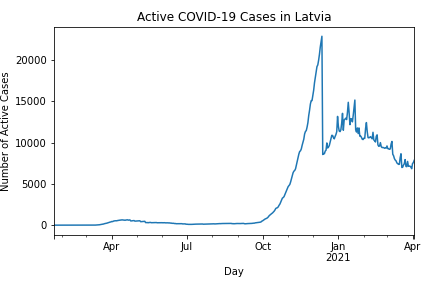 Active COVID-19 Cases in Latvia
Number of Active Cases
20000
15000
10000
5000
0
Apr
Jul
Oct
Jan
2021
Apr
Day